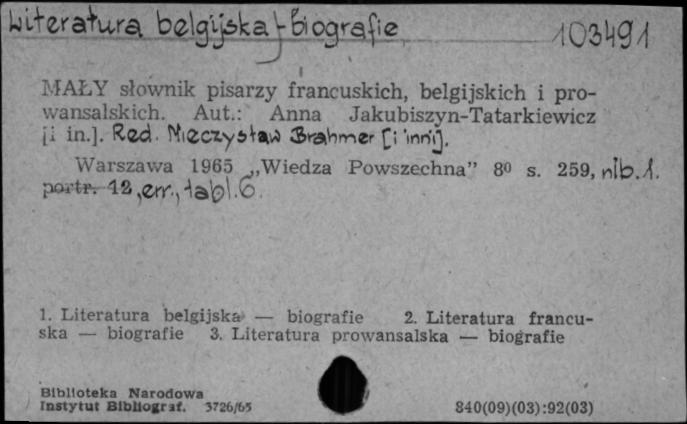 Literatura belgijska - biografie
103491
MAŁY słownik pisarzy francuskich, belgijskich i pro-
wansalskich. Aut.: Anna Jakubiszyn-Tatarkiewicz
[i in.]. Red. Mieczysław Brahmer [i inni].
Warszawa 1965 „Wiedza Powszechna” 8⁰ s. 259, nlb. 1.
portr. 12, err., tabl. 6.
1. Literatura belgijska — biografie 2. Literatura francu-
ska — biografie 3. Literatura prowansalska — biografie
Biblioteka Narodowa
Instytut Bibliograf. 3726/65
840(09)(03):92(03)